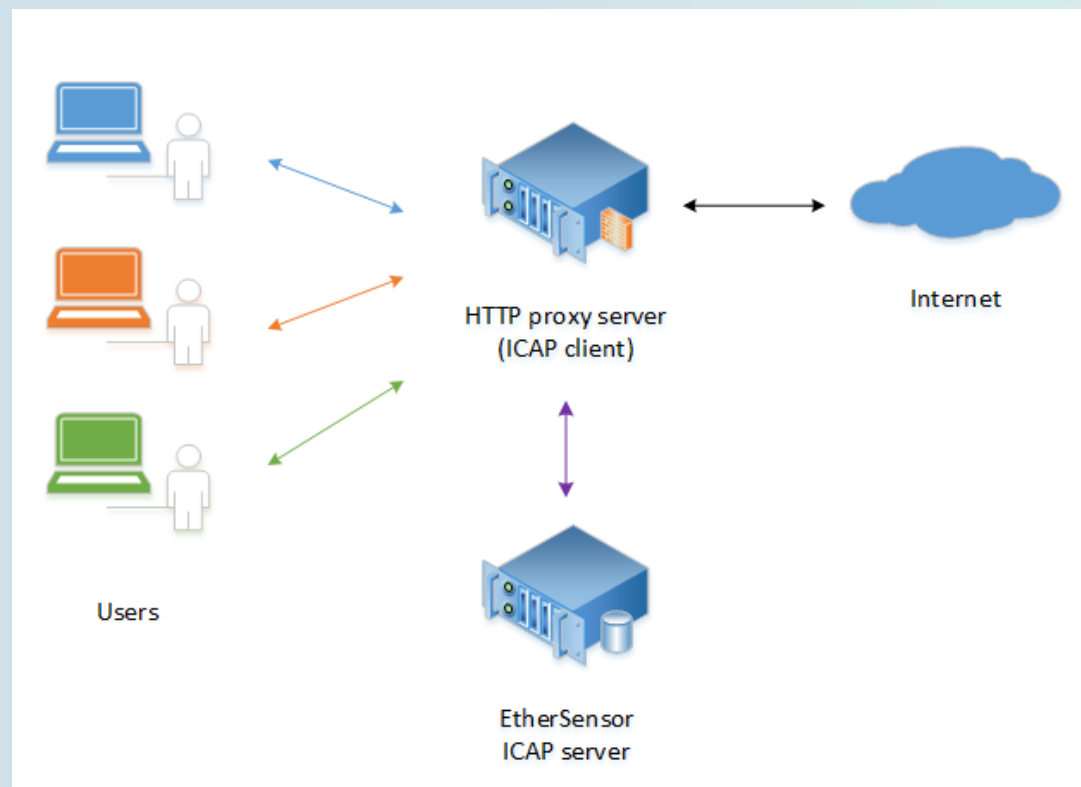 HTTP proxy server
(ICAP client)
Internet
Users
EtherSensor
ICAP server